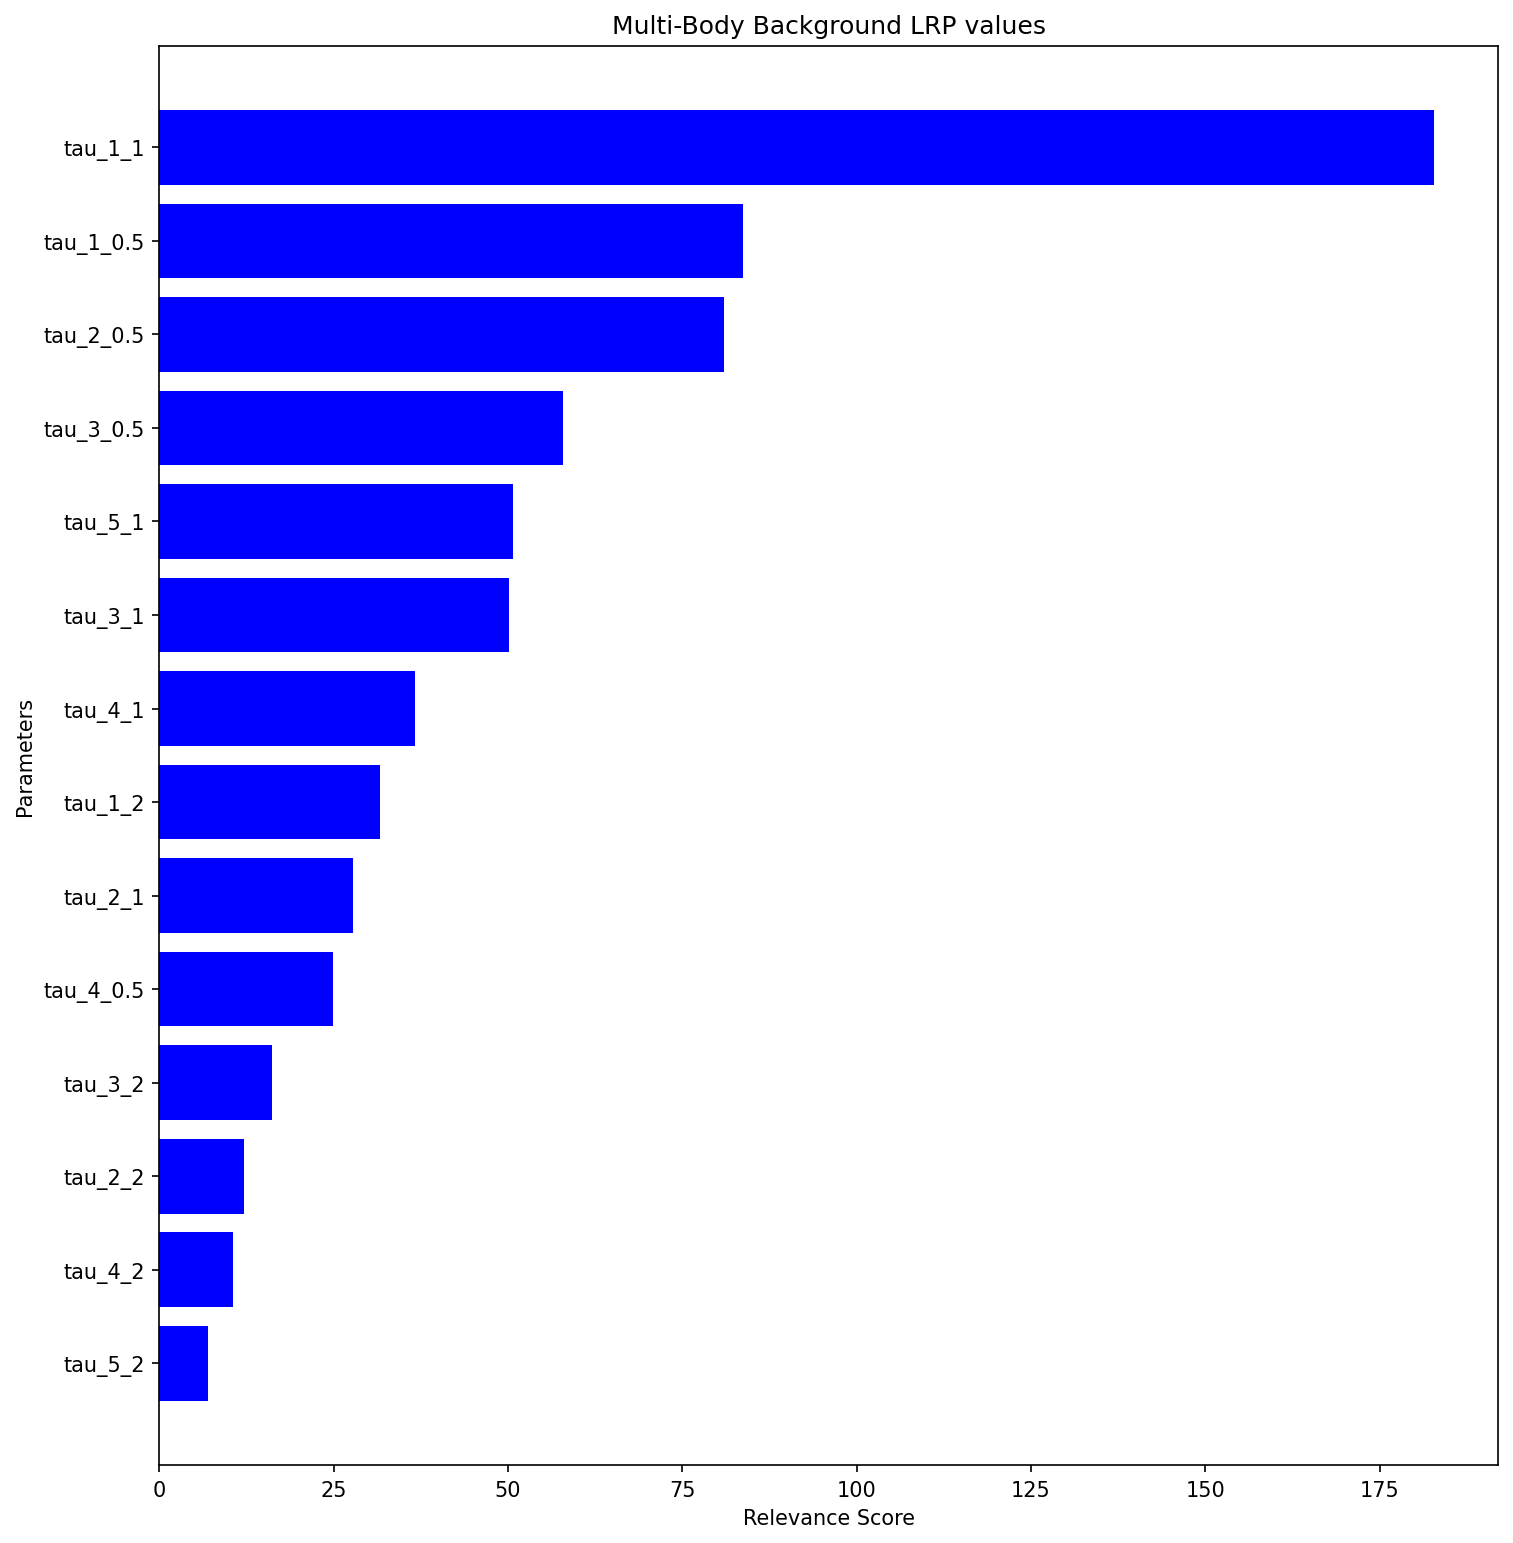 Multi-Body Background LRP values
tau_1_1
tau_1_0.5
tau_2_0.5
tau_3_0.5
tau_5_1
tau_3_1
tau_4_1
tau_1_2
tau_2_1
tau_4_0.5
tau_3_2
tau_2_2
tau_4_2
tau_5_2
Parameters
0 25 50 75 100 125 150 175
Relevance Score